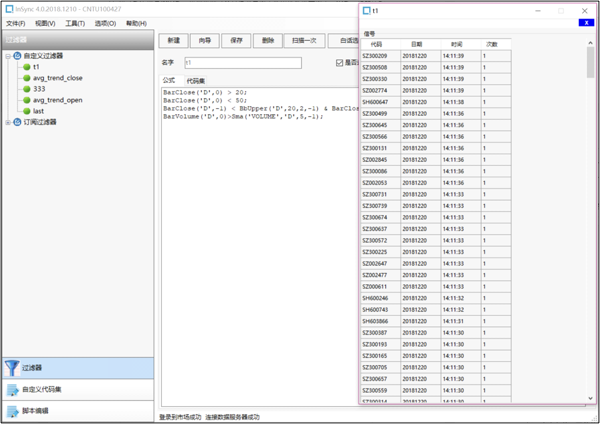 InSync 4.0.2018.1210 - CNTU100427
文件(F) 视图(V) 工具(T) 选项(O) 帮助(H)
过滤器
自定义过滤器
t1
avg_trend_close
333
avg_trend_open
last
订阅过滤器
过滤器
自定义代码集
脚本编辑
新建 向导 保存 删除 扫描一次 白话选
名字 t1
公式 代码集
BarClose('D',0) > 20;
BarClose('D',0) < 50;
BarClose('D',-1) < BbUpper('D',20,2,-1) & BarClos
BarVolume('D',0)>Sma('VOLUME','D',5,-1);
登录到市场成功 连接数据服务器成功
t1
X
信号
代码 日期 时间 次数
SZ300209 20181220 14:11:39 1
SZ300508 20181220 14:11:39 1
SZ300330 20181220 14:11:39 1
SZ002774 20181220 14:11:39 1
SH600647 20181220 14:11:38 1
SZ300499 20181220 14:11:36 1
SZ300645 20181220 14:11:36 1
SZ300566 20181220 14:11:36 1
SZ300131 20181220 14:11:36 1
SZ002845 20181220 14:11:36 1
SZ300086 20181220 14:11:36 1
SZ002053 20181220 14:11:36 1
SZ300731 20181220 14:11:33 1
SZ300739 20181220 14:11:33 1
SZ300674 20181220 14:11:33 1
SZ300637 20181220 14:11:33 1
SZ300572 20181220 14:11:33 1
SZ300225 20181220 14:11:33 1
SZ002647 20181220 14:11:33 1
SZ002477 20181220 14:11:33 1
SZ000611 20181220 14:11:33 1
SH600246 20181220 14:11:32 1
SH600743 20181220 14:11:32 1
SH603866 20181220 14:11:31 1
SZ300387 20181220 14:11:30 1
SZ300193 20181220 14:11:30 1
SZ300165 20181220 14:11:30 1
SZ300705 20181220 14:11:30 1
SZ300657 20181220 14:11:30 1
SZ300559 20181220 14:11:30 1
SZ300314 20181220 14:11:30 1